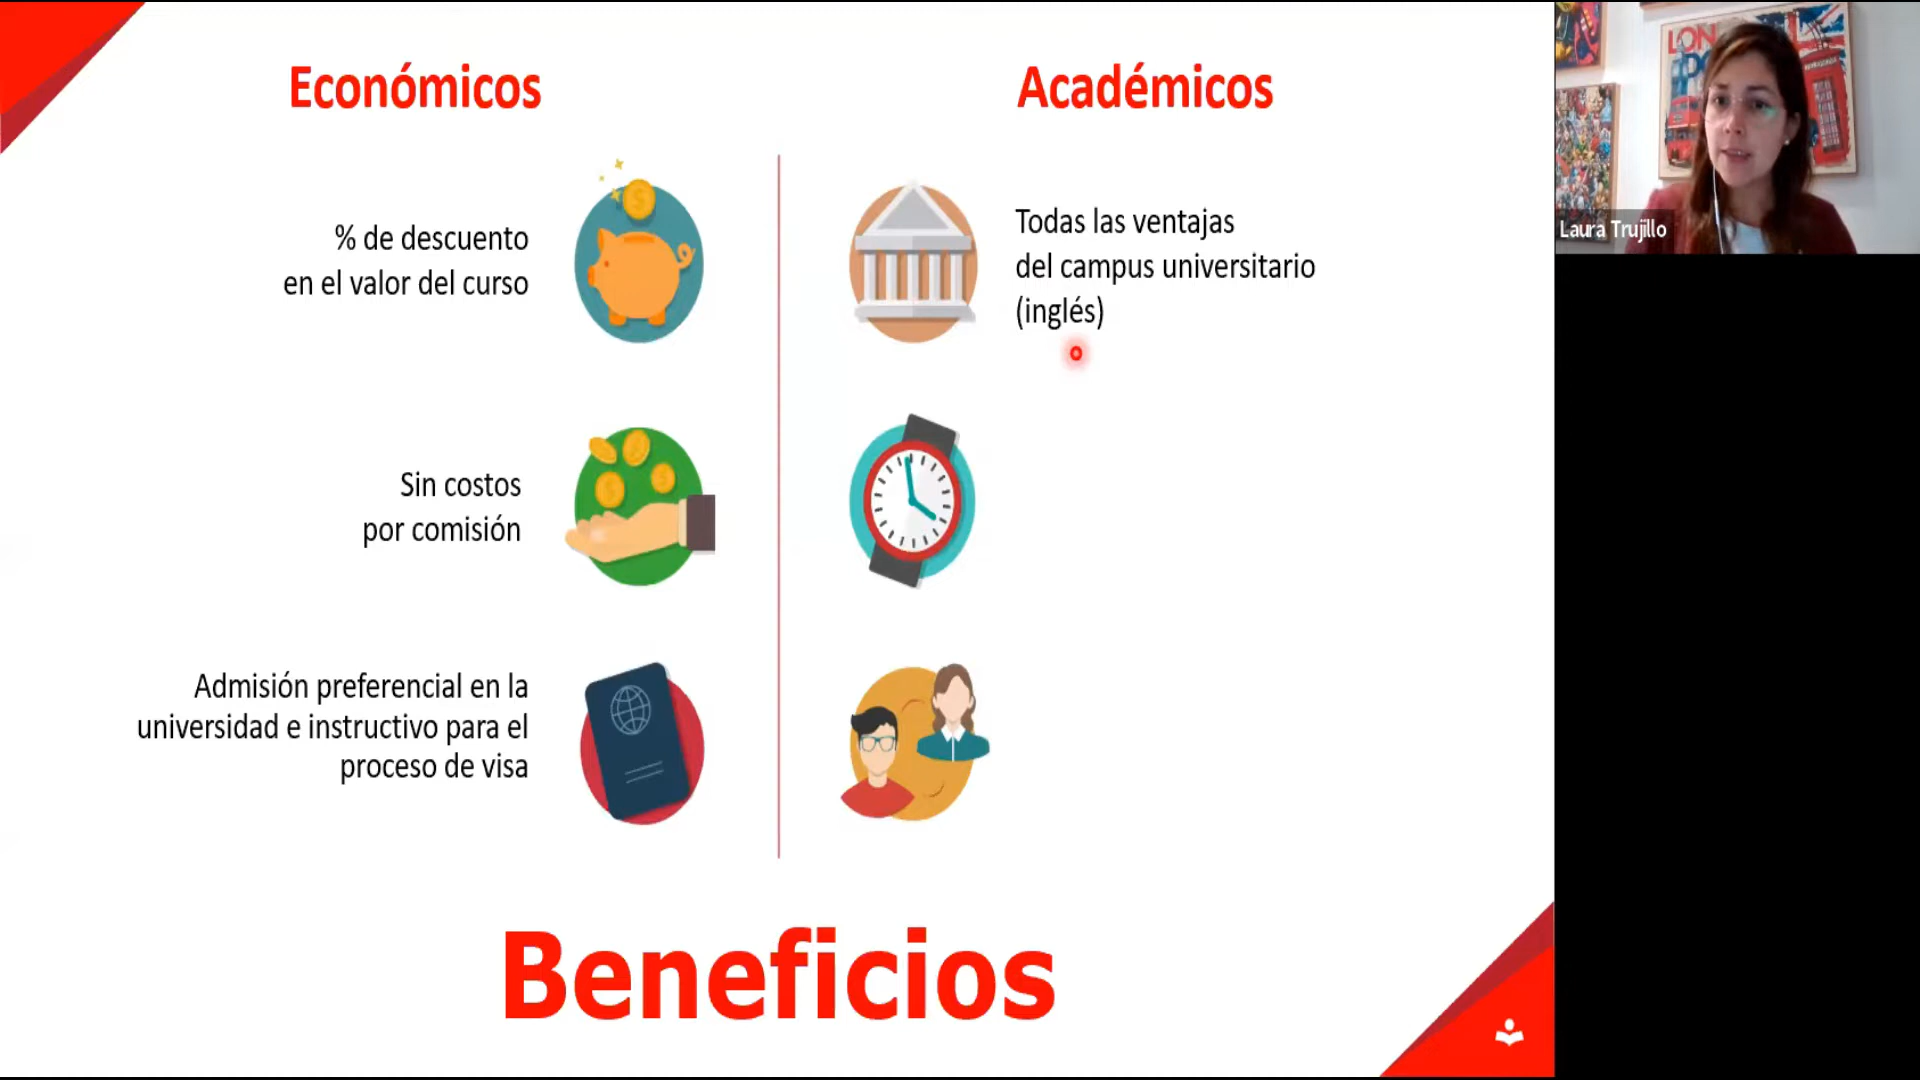 Económicos
% de descuento
en el valor del curso
Sin costos
por comisión
Admisión preferencial en la
universidad e instructivo para el
proceso de visa
Académicos
Todas las ventajas
del campus universitario
(inglés)
Beneficios
LON
Laura Trujillo